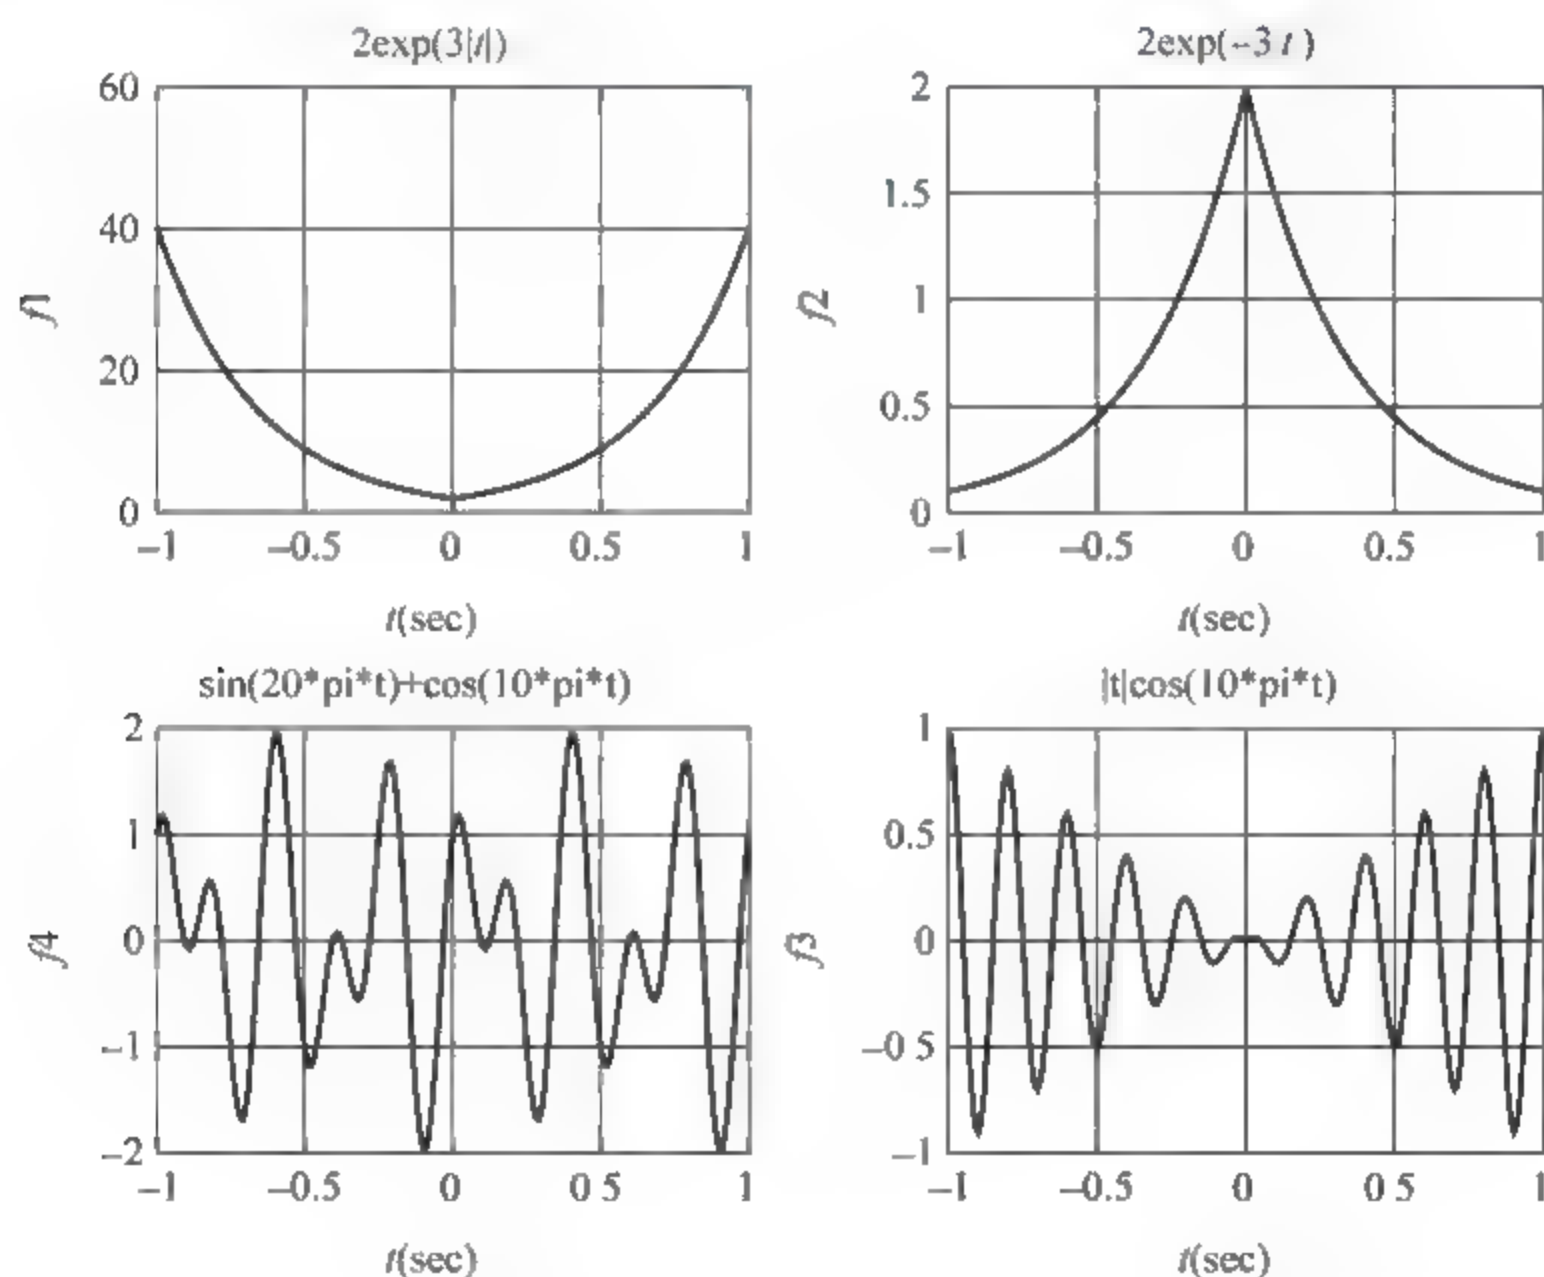 2exp(3|t|)
60
40
20
0
f1
−1 −0.5 0 0.5 1
t(sec)
2exp(−3 t )
2
1.5
1
0.5
0
f2
−1 −0.5 0 0.5 1
t(sec)
sin(20*pi*t)+cos(10*pi*t)
2
1
0
−1
−2
f4
−1 −0.5 0 0 5 1
t(sec)
|t|cos(10*pi*t)
1
0.5
0
−0 5
−1
f3
−1 −0.5 0 0 5 1
t(sec)